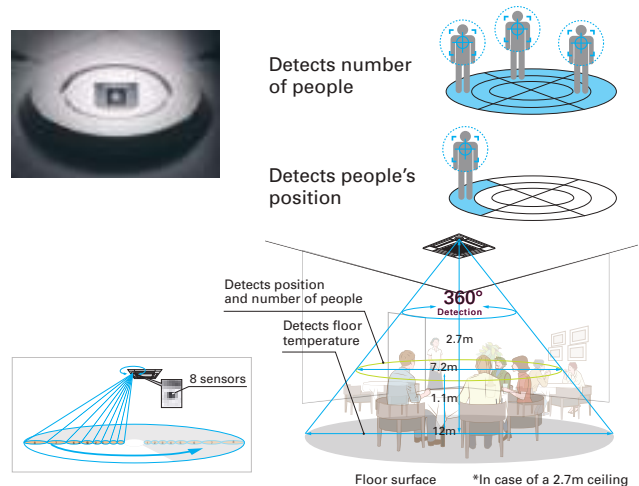 Detects number
of people
Detects people's
position
Detects position
and number of people
360°
Detection
Detects floor
temperature
2.7m
7.2m
1.1m
12m
8 sensors
Floor surface
*In case of a 2.7m ceiling